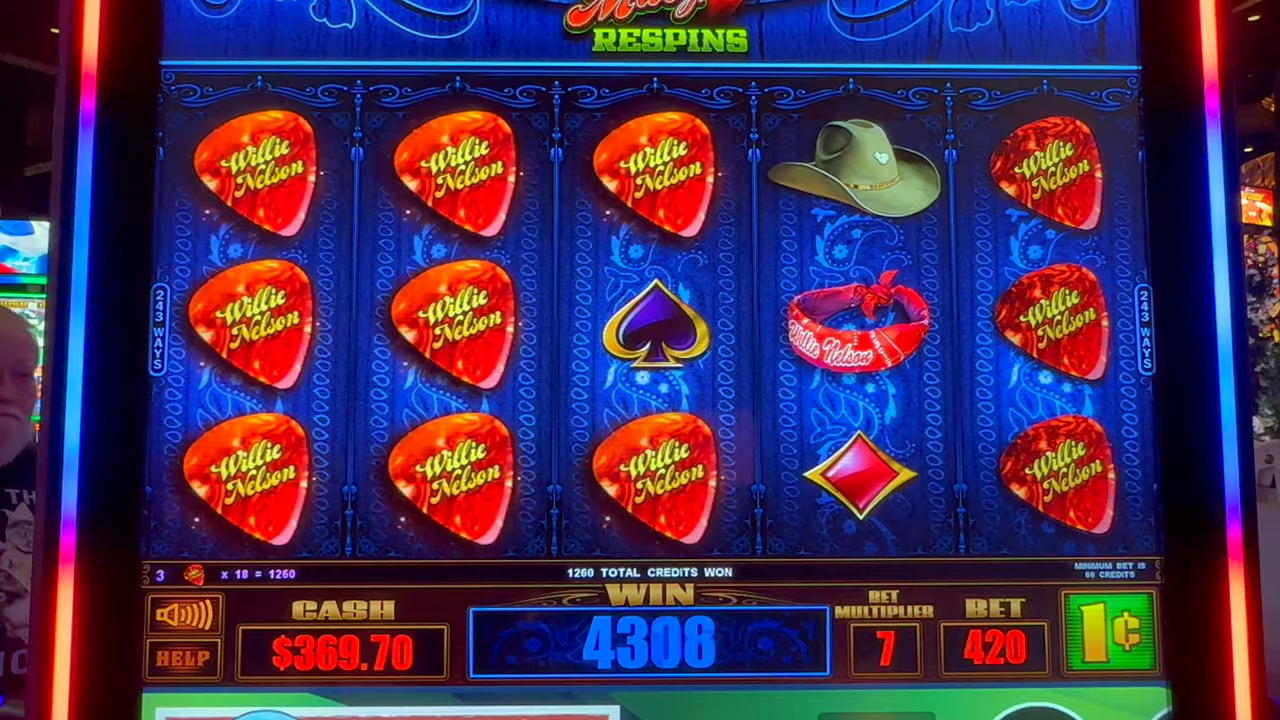 RESPINS
Willie
Nelson
Willie
Nelson
Willie
Nelson
Willie
Nelson
Willie
Nelson
Willie
Nelson
Willie
Nelson
Willie Nelson
Willie
Nelson
243 WAYS
243 WAYS
Willie
Nelson
Willie
Nelson
Willie
Nelson
Willie
Nelson
3 x 18 = 1260
1260 TOTAL CREDITS WON
MINIMUM BET IS
60 CREDITS
CASH
$369.70
HELP
WIN
4308
BET
MULTIPLIER
7
BET
420
1¢